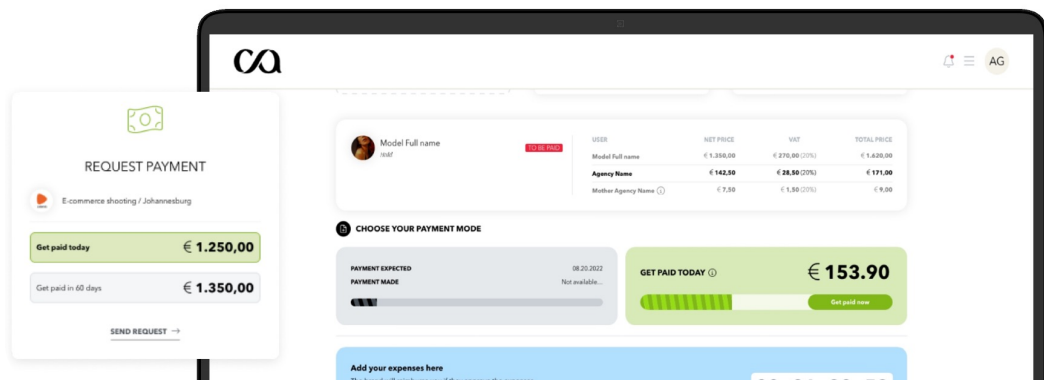 ca
AG
REQUEST PAYMENT
E-commerce shooting / Johannesburg
Get paid today € 1.250,00
Get paid in 60 days € 1.350,00
SEND REQUEST →
Model Full name
TO BE PAID
USER NET PRICE VAT TOTAL PRICE
Model Full name € 1.350,00 € 270,00 (20%) € 1.620,00
Agency Name € 142,50 € 28,50 (20%) € 171,00
Mother Agency Name € 7,50 € 1,50 (20%) € 9,00
CHOOSE YOUR PAYMENT MODE
PAYMENT EXPECTED 08.20.2022
PAYMENT MADE Not available...
GET PAID TODAY € 153.90
Get paid now
Add your expenses here